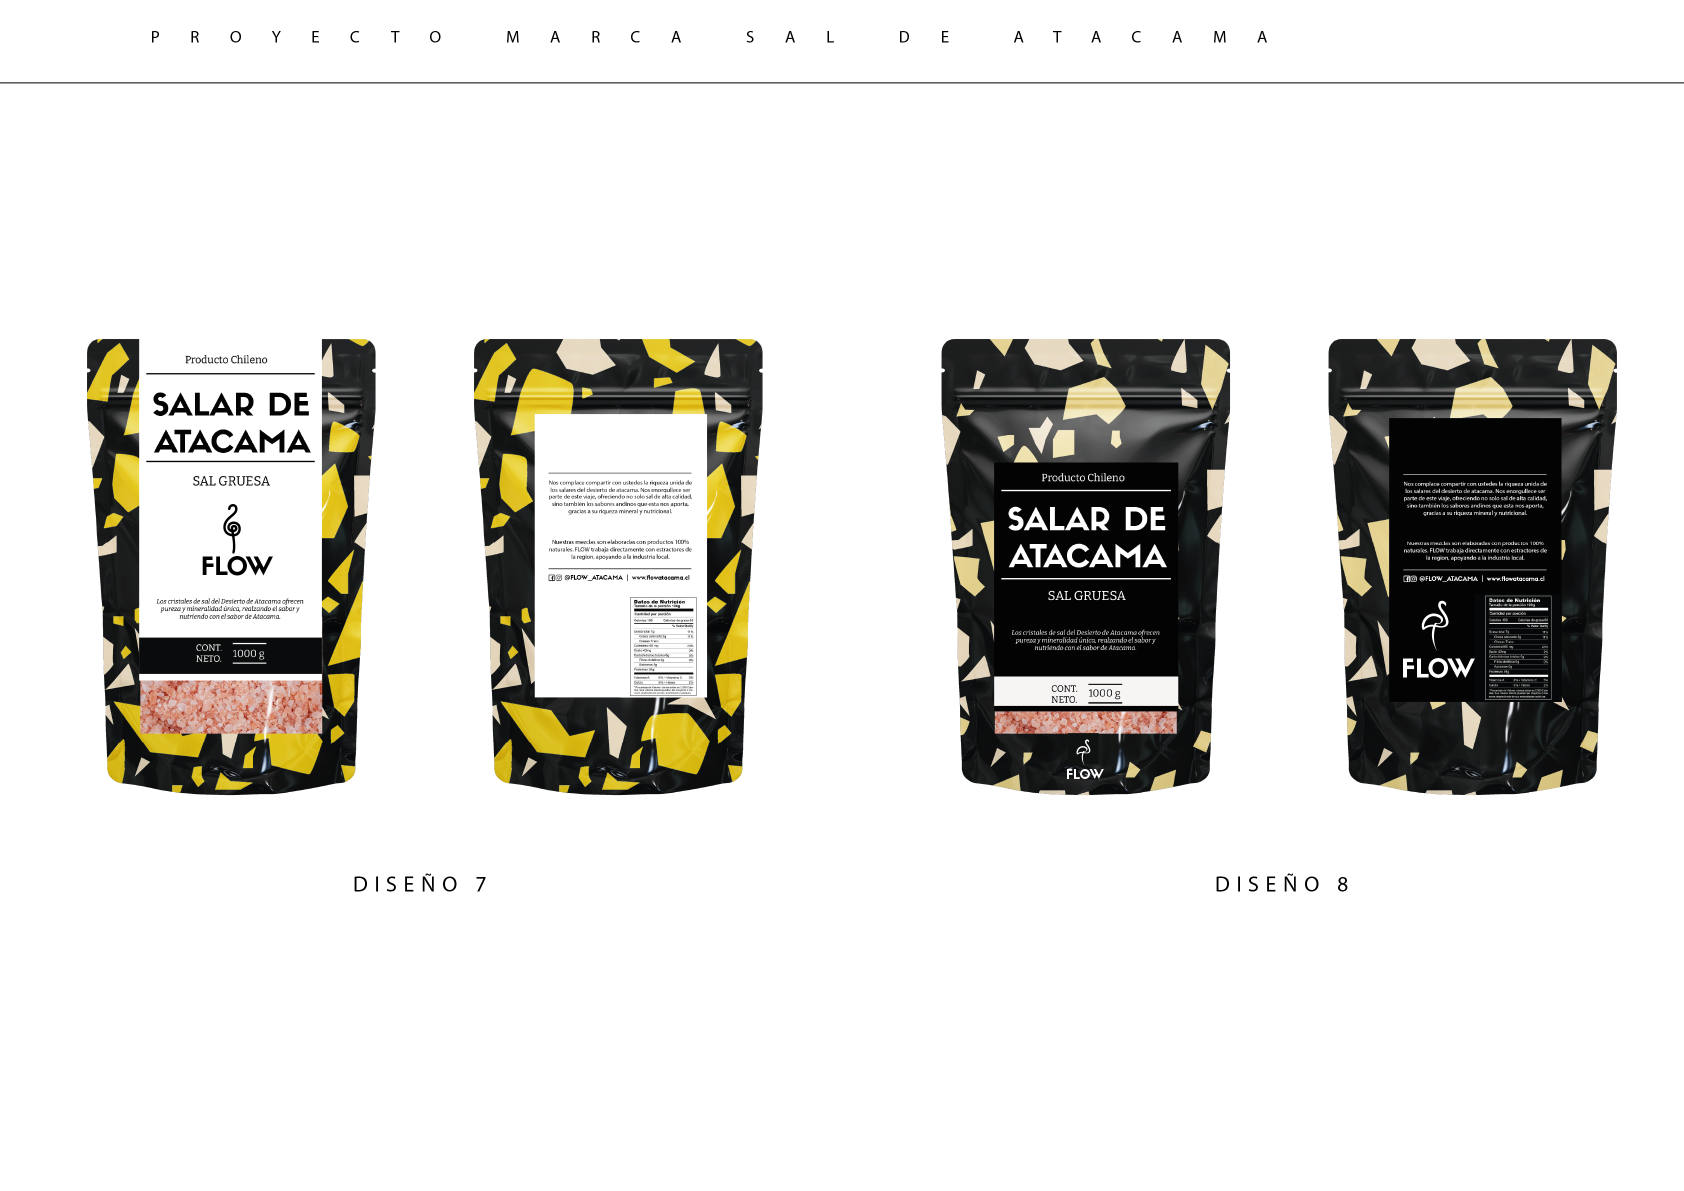 PROYECTO MARCA SAL DE ATACAMA
Producto Chileno
SALAR DE
ATACAMA
SAL GRUESA
FLOW
Los cristales de sal del Desierto de Atacama ofrecen
pureza y mineralidad única, realzando el sabor y
nutriendo con el sabor de Atacama.
CONT.
NETO.
1000 g
Nos complace compartir con ustedes la riqueza unida de
los salares del desierto de atacama. Nos enorgullece ser
parte de este viaje, ofreciendo no solo sal de alta calidad,
sino también los sabores andinos que esta nos aporta,
gracias a su riqueza mineral y nutricional.
Nuestras mezclas son elaboradas con productos 100%
naturales. FLOW trabaja directamente con estractores de
la region, apoyando a la industria local.
@FLOW_ATACAMA | www.flowatacama.cl
Datos de Nutrición
Cantidad por porción
DISEÑO 7
Producto Chileno
SALAR DE
ATACAMA
SAL GRUESA
Los cristales de sal del Desierto de Atacama ofrecen
pureza y mineralidad única, realzando el sabor y
nutriendo con el sabor de Atacama.
CONT.
NETO.
1000 g
FLOW
Nos complace compartir con ustedes la riqueza unida de
los salares del desierto de atacama. Nos enorgullece ser
parte de este viaje, ofreciendo no solo sal de alta calidad,
sino también los sabores andinos que esta nos aporta,
gracias a su riqueza mineral y nutricional.
Nuestras mezclas son elaboradas con productos 100%
naturales. FLOW trabaja directamente con estractores de
la region, apoyando a la industria local.
@FLOW_ATACAMA | www.flowatacama.cl
FLOW
Datos de Nutrición
Cantidad por porción
DISEÑO 8